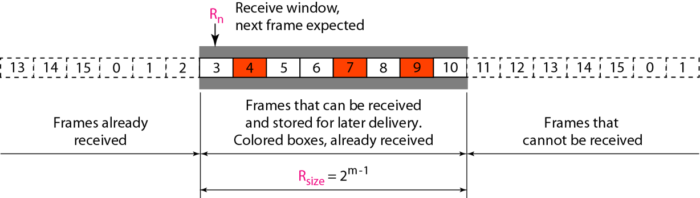 Rn Receive window,
next frame expected
13 14 15 0 1 2 3 4 5 6 7 8 9 10 11 12 13 14 15 0 1
Frames already
received
Frames that can be received
and stored for later delivery.
Colored boxes, already received
Frames that
cannot be received
Rsize = 2^m-1